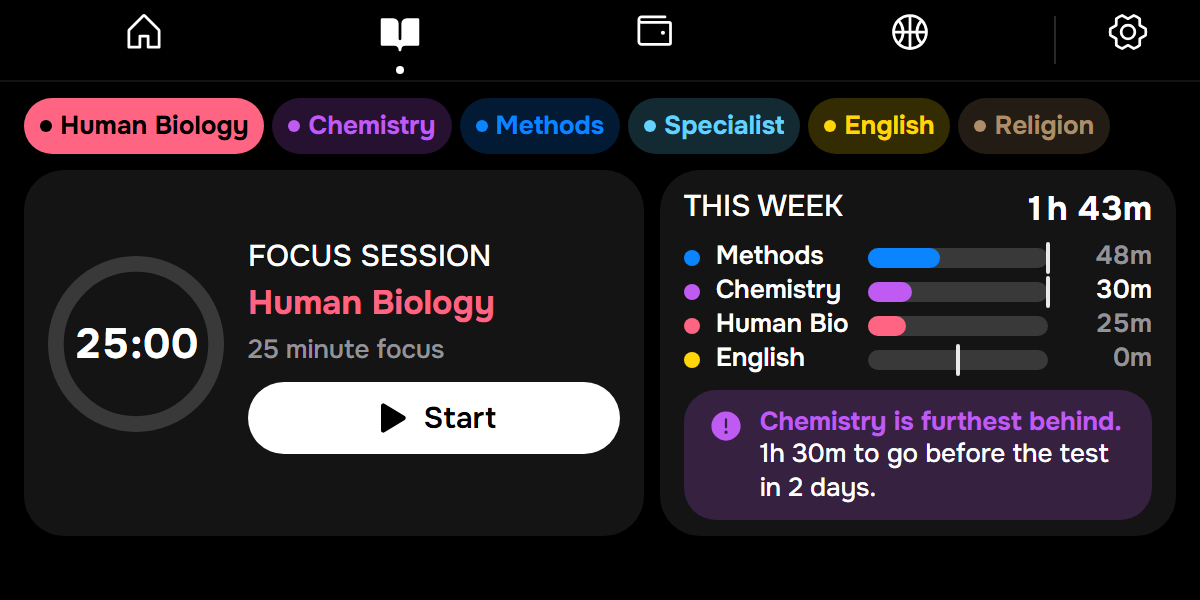 Human Biology
Chemistry
Methods
Specialist
English
Religion
25:00
FOCUS SESSION
Human Biology
25 minute focus
Start
THIS WEEK
1h 43m
Methods 48m
Chemistry 30m
Human Bio 25m
English 0m
Chemistry is furthest behind.
1h 30m to go before the test
in 2 days.